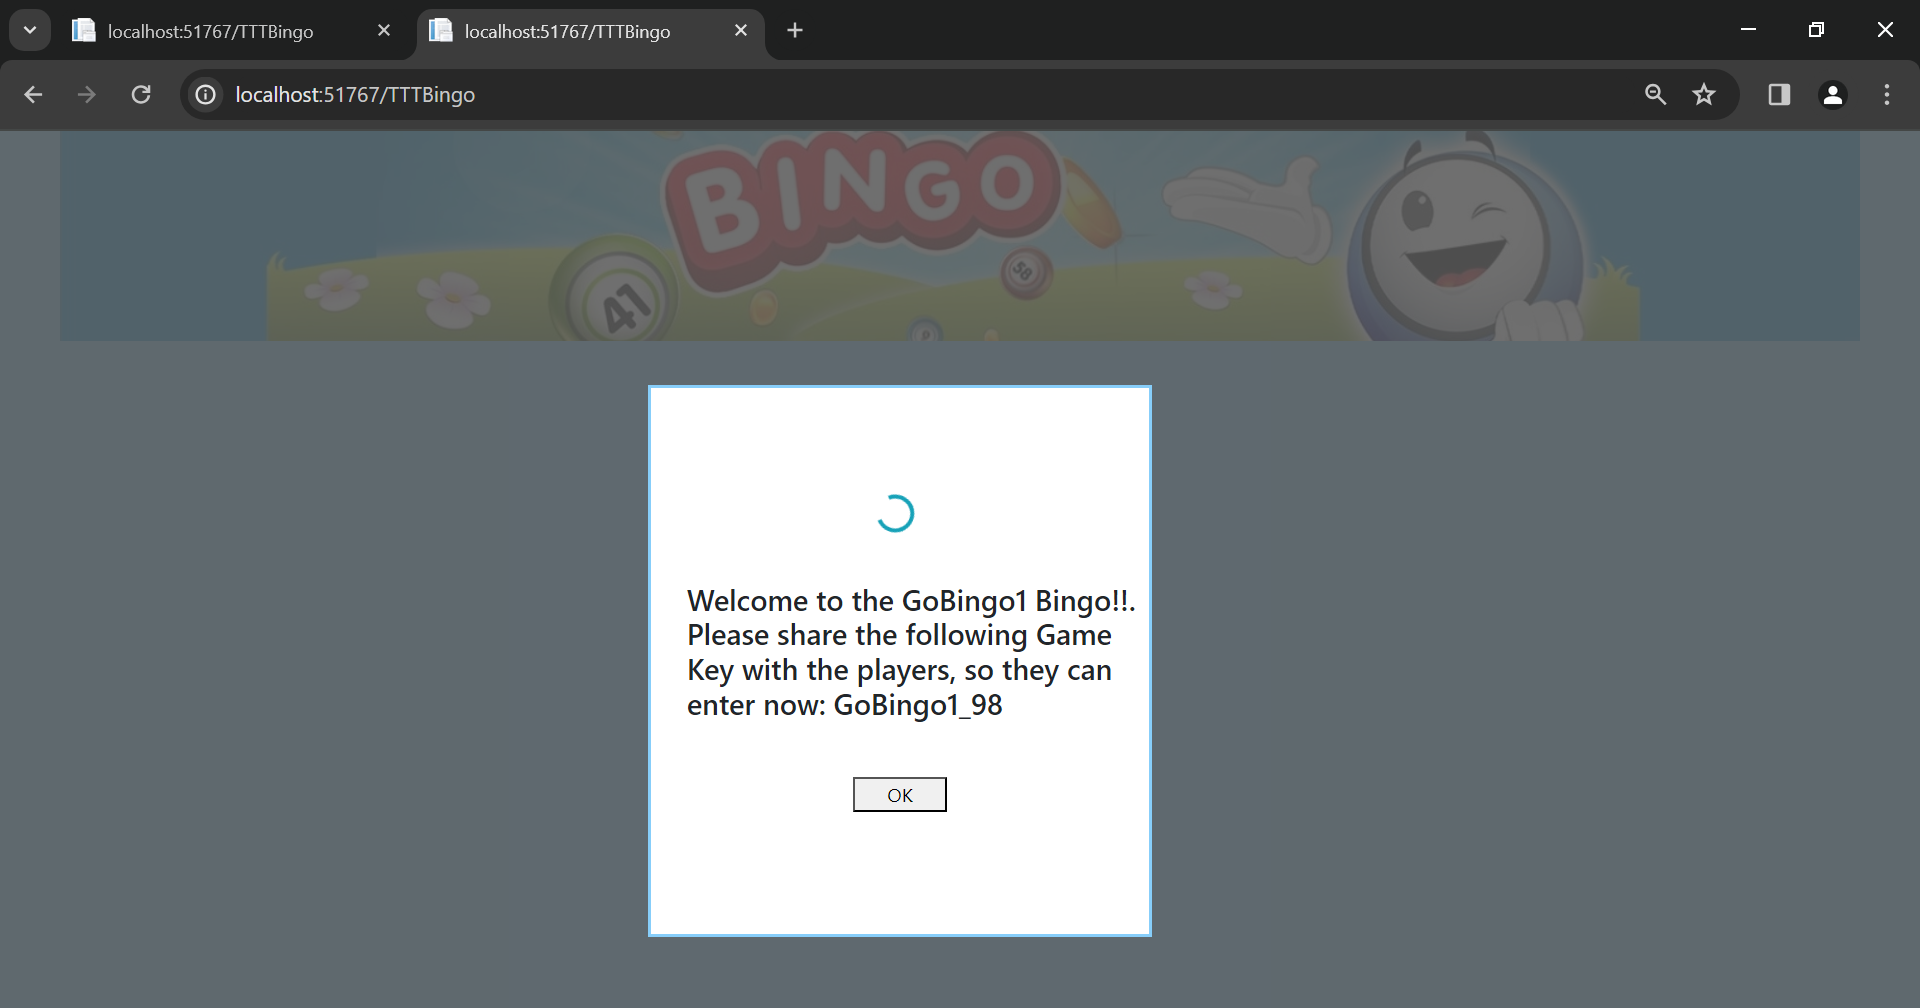 localhost:51767/TTTBingo
localhost:51767/TTTBingo
localhost:51767/TTTBingo
BINGO
58
41
Welcome to the GoBingo1 Bingo!!.
Please share the following Game
Key with the players, so they can
enter now: GoBingo1_98
OK